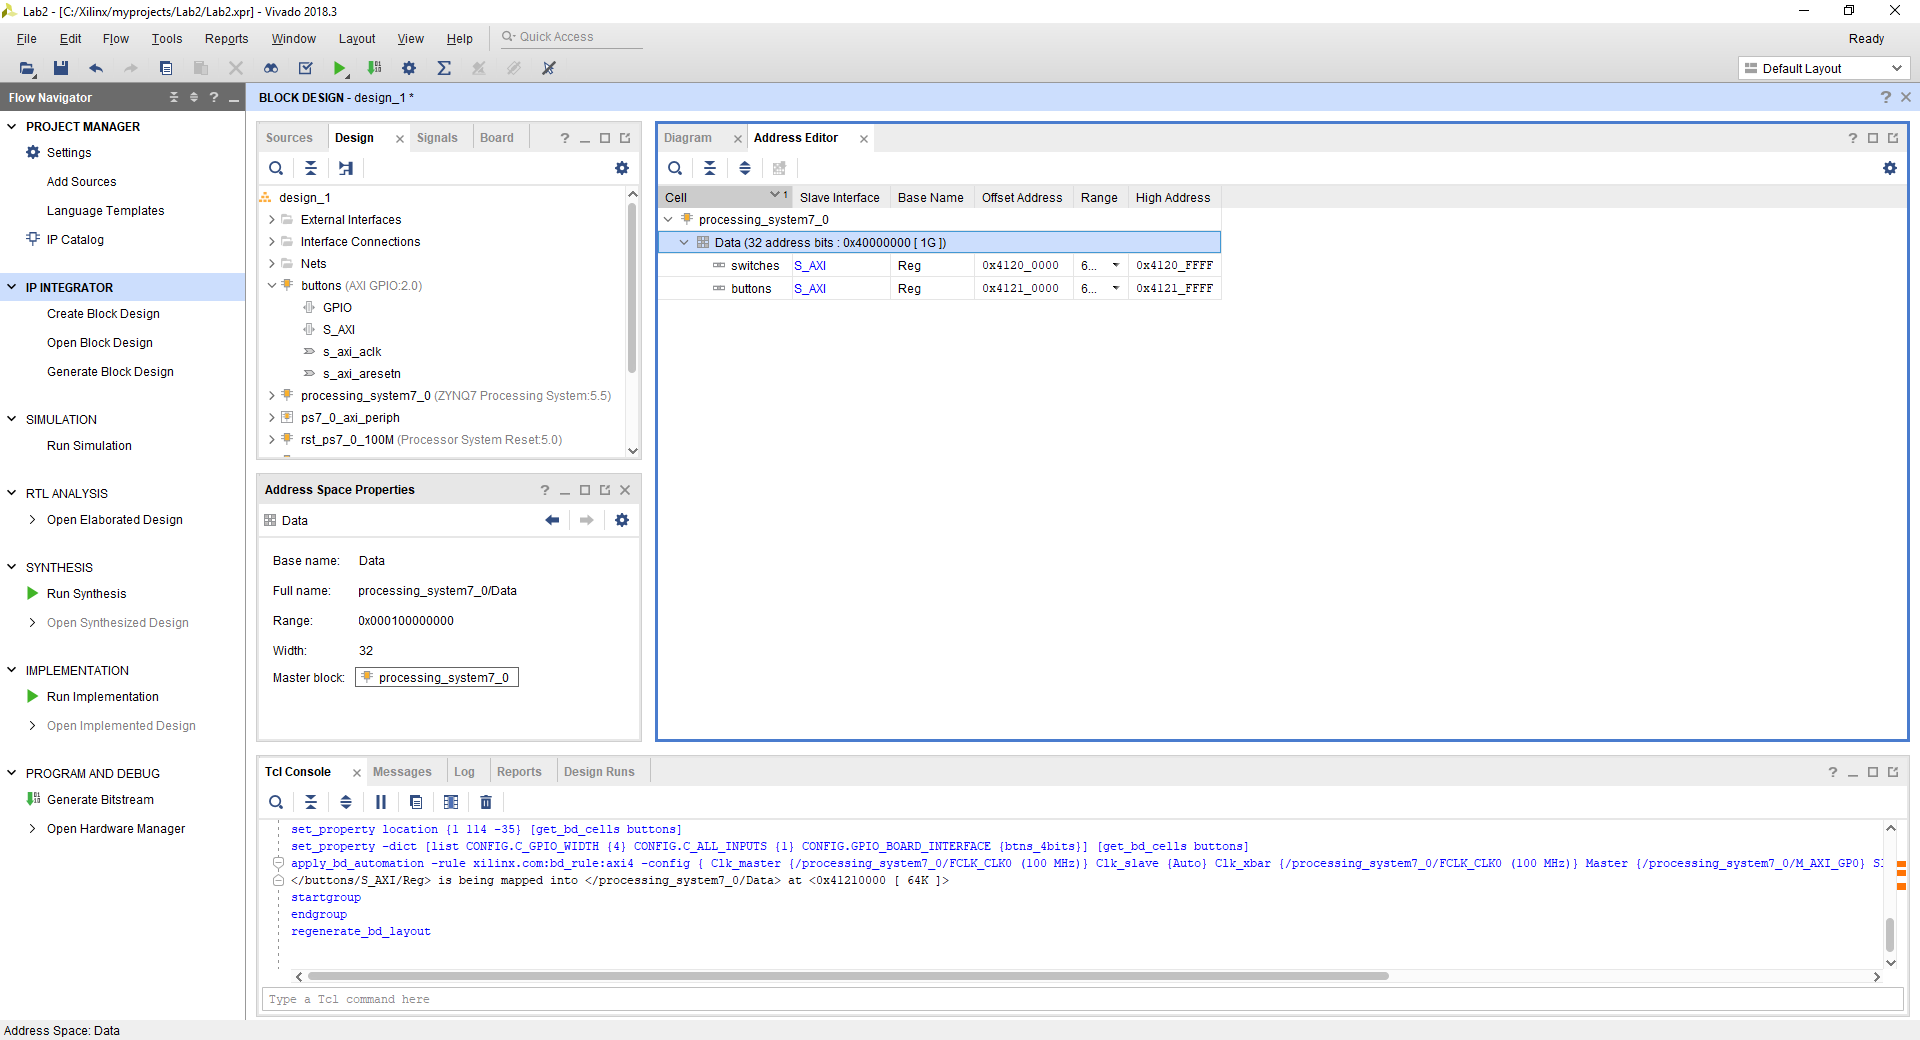 Lab2 - [C:/Xilinx/myprojects/Lab2/Lab2.xpr] - Vivado 2018.3
File Edit Flow Tools Reports Window Layout View Help Quick Access Ready
Default Layout
Flow Navigator
PROJECT MANAGER
Settings
Add Sources
Language Templates
IP Catalog
IP INTEGRATOR
Create Block Design
Open Block Design
Generate Block Design
SIMULATION
Run Simulation
RTL ANALYSIS
Open Elaborated Design
SYNTHESIS
Run Synthesis
Open Synthesized Design
IMPLEMENTATION
Run Implementation
Open Implemented Design
PROGRAM AND DEBUG
Generate Bitstream
Open Hardware Manager
BLOCK DESIGN - design_1 *
Sources Design Signals Board
design_1
External Interfaces
Interface Connections
Nets
buttons (AXI GPIO:2.0)
GPIO
S_AXI
s_axi_aclk
s_axi_aresetn
processing_system7_0 (ZYNQ7 Processing System:5.5)
ps7_0_axi_periph
rst_ps7_0_100M (Processor System Reset:5.0)
Address Space Properties
Data
Base name: Data
Full name: processing_system7_0/Data
Range: 0x000100000000
Width: 32
Master block: processing_system7_0
Diagram Address Editor
Cell 1 Slave Interface Base Name Offset Address Range High Address
processing_system7_0
Data (32 address bits : 0x40000000 [ 1G ])
switches S_AXI Reg 0x4120_0000 6... 0x4120_FFFF
buttons S_AXI Reg 0x4121_0000 6... 0x4121_FFFF
Tcl Console Messages Log Reports Design Runs
set_property location {1 114 -35} [get_bd_cells buttons]
set_property -dict [list CONFIG.C_GPIO_WIDTH {4} CONFIG.C_ALL_INPUTS {1} CONFIG.GPIO_BOARD_INTERFACE {btns_4bits}] [get_bd_cells buttons]
apply_bd_automation -rule xilinx.com:bd_rule:axi4 -config { Clk_master {/processing_system7_0/FCLK_CLK0 (100 MHz)} Clk_slave {Auto} Clk_xbar {/processing_system7_0/FCLK_CLK0 (100 MHz)} Master {/processing_system7_0/M_AXI_GP0} Sl
</buttons/S_AXI/Reg> is being mapped into </processing_system7_0/Data> at <0x41210000 [ 64K ]>
startgroup
endgroup
regenerate_bd_layout
Type a Tcl command here
Address Space: Data